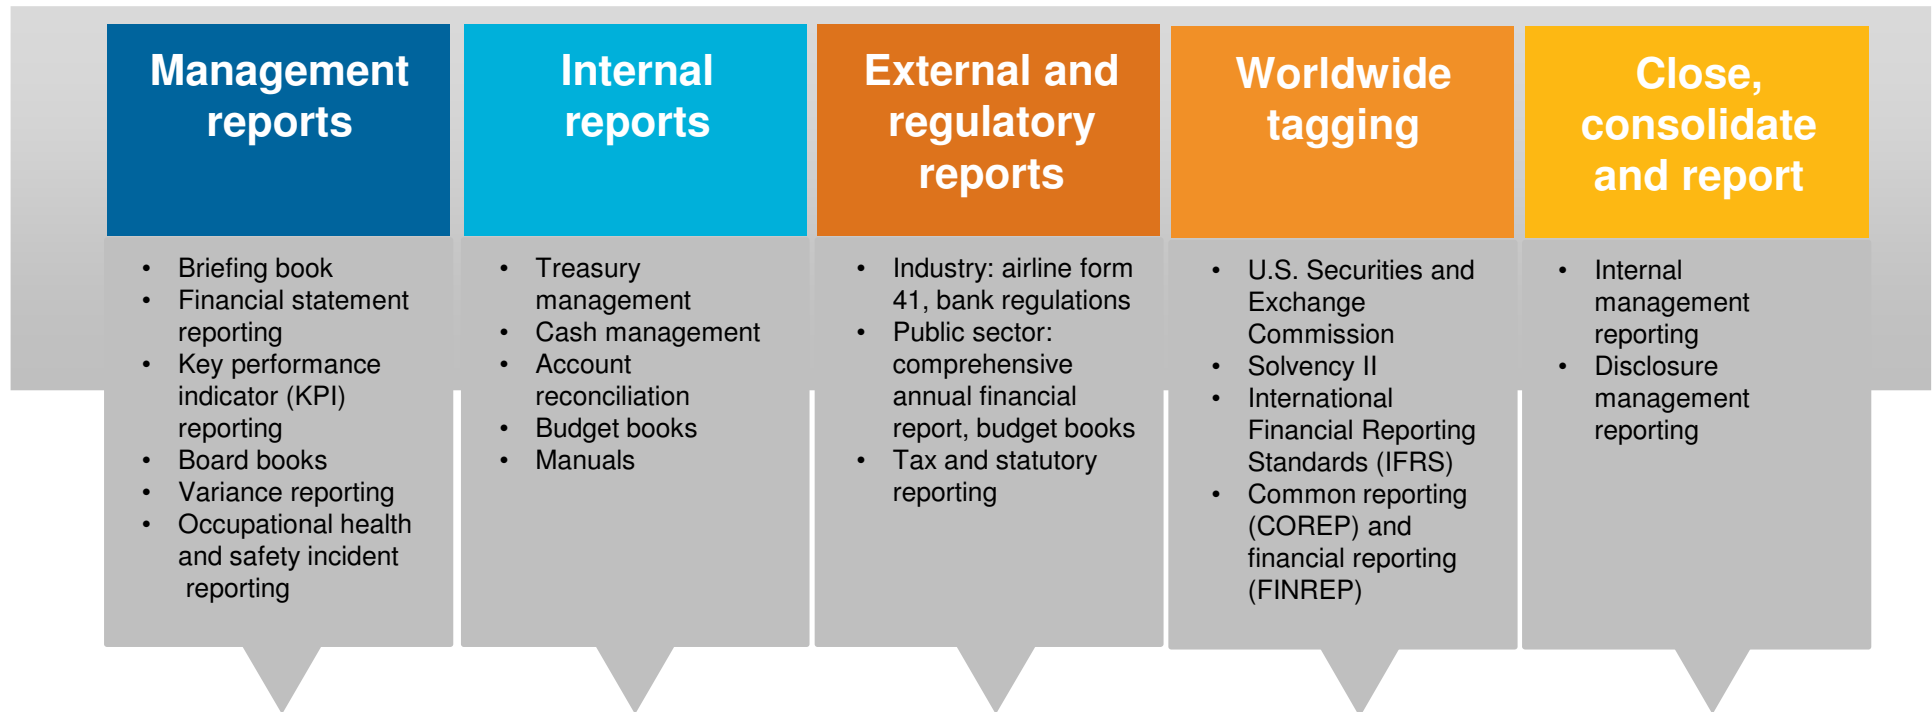 Management
reports
Internal
reports
External and
regulatory
reports
Worldwide
tagging
Close,
consolidate
and report
• Briefing book
• Financial statement
reporting
• Key performance
indicator (KPI)
reporting
• Board books
• Variance reporting
• Occupational health
and safety incident
reporting
• Treasury
management
• Cash management
• Account
reconciliation
• Budget books
• Manuals
• Industry: airline form
41, bank regulations
• Public sector:
comprehensive
annual financial
report, budget books
• Tax and statutory
reporting
• U.S. Securities and
Exchange
Commission
• Solvency II
• International
Financial Reporting
Standards (IFRS)
• Common reporting
(COREP) and
financial reporting
(FINREP)
• Internal
management
reporting
• Disclosure
management
reporting